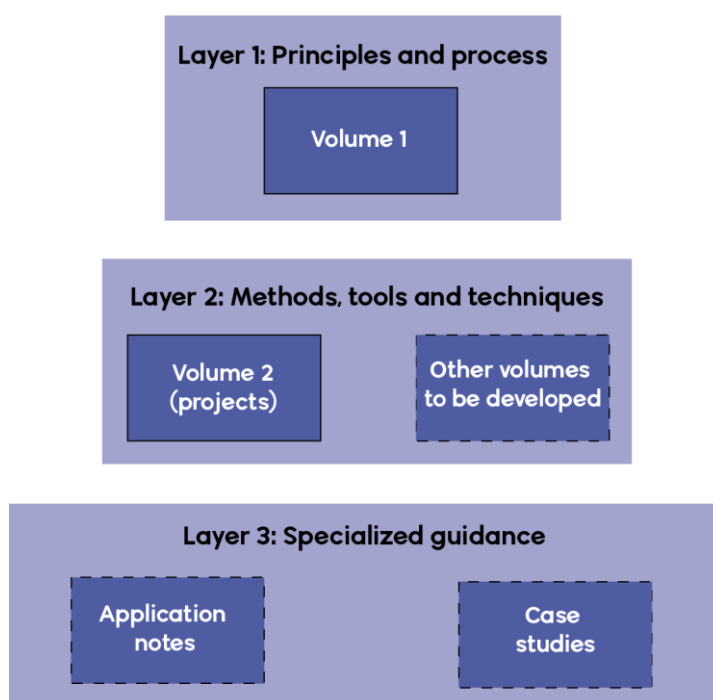 Layer 1: Principles and process
Volume 1
Layer 2: Methods, tools and techniques
Volume 2
(projects)
Other volumes
to be developed
Layer 3: Specialized guidance
Application
notes
Case
studies